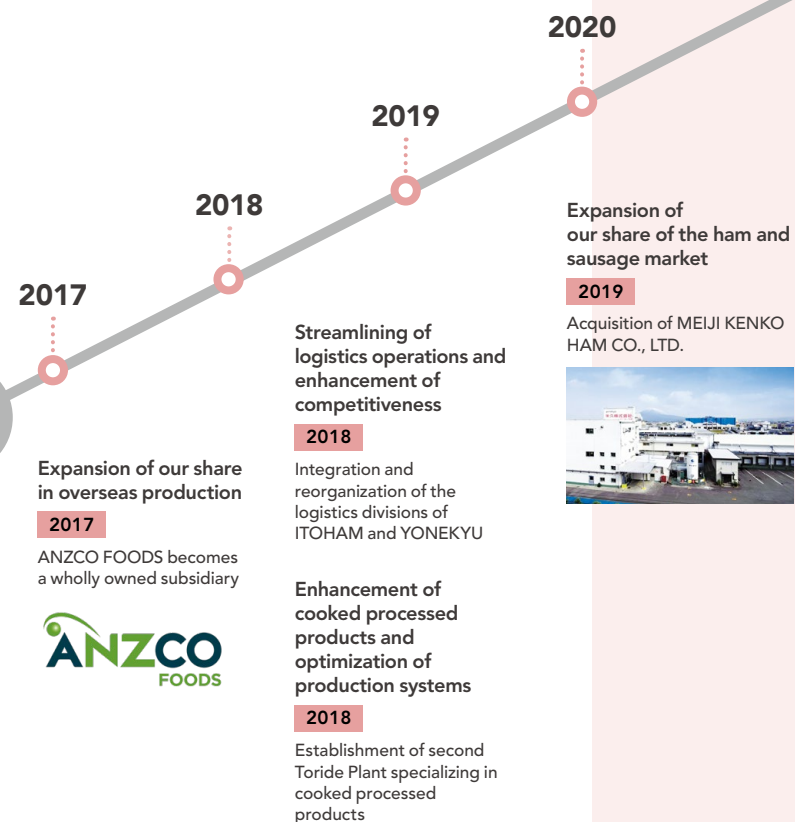 2020
2019
2018
2017
Expansion of our share
in overseas production
2017
ANZCO FOODS becomes
a wholly owned subsidiary
ANZCO
FOODS
Streamlining of
logistics operations and
enhancement of
competitiveness
2018
Integration and
reorganization of the
logistics divisions of
ITOHAM and YONEKYU
Enhancement of
cooked processed
products and
optimization of
production systems
2018
Establishment of second
Toride Plant specializing in
cooked processed
products
Expansion of
our share of the ham and
sausage market
2019
Acquisition of MEIJI KENKO
HAM CO., LTD.